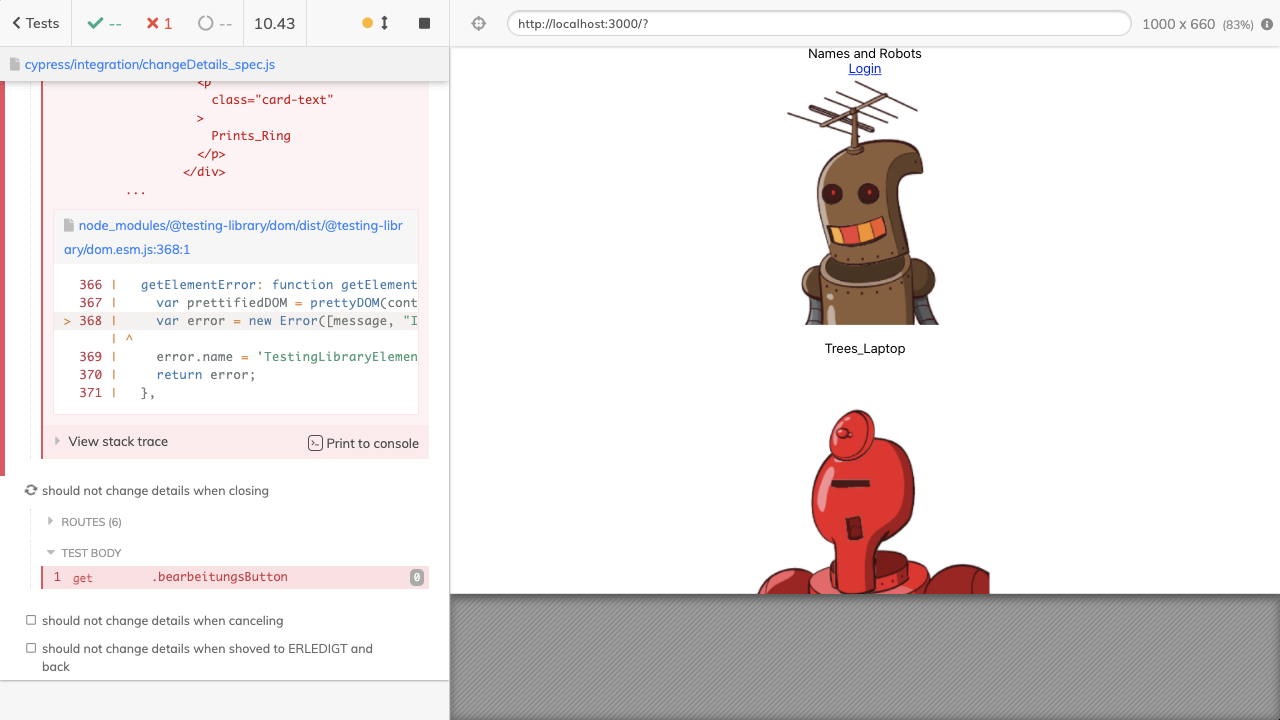 Tests
--
1
--
10.43
http://localhost:3000/?
1000 x 660 (83%)
cypress/integration/changeDetails_spec.js
<p
class="card-text"
>
Prints_Ring
</p>
</div>
...
node_modules/@testing-library/dom/dist/@testing-libr
ary/dom.esm.js:368:1
366 | getElementError: function getElement
367 | var prettifiedDOM = prettyDOM(cont
> 368 | var error = new Error([message, "I
| ^
369 | error.name = 'TestingLibraryElemen
370 | return error;
371 | },
View stack trace
Print to console
should not change details when closing
ROUTES (6)
TEST BODY
1 get .bearbeitungsButton 0
should not change details when canceling
should not change details when shoved to ERLEDIGT and
back
Names and Robots
Login
Trees_Laptop